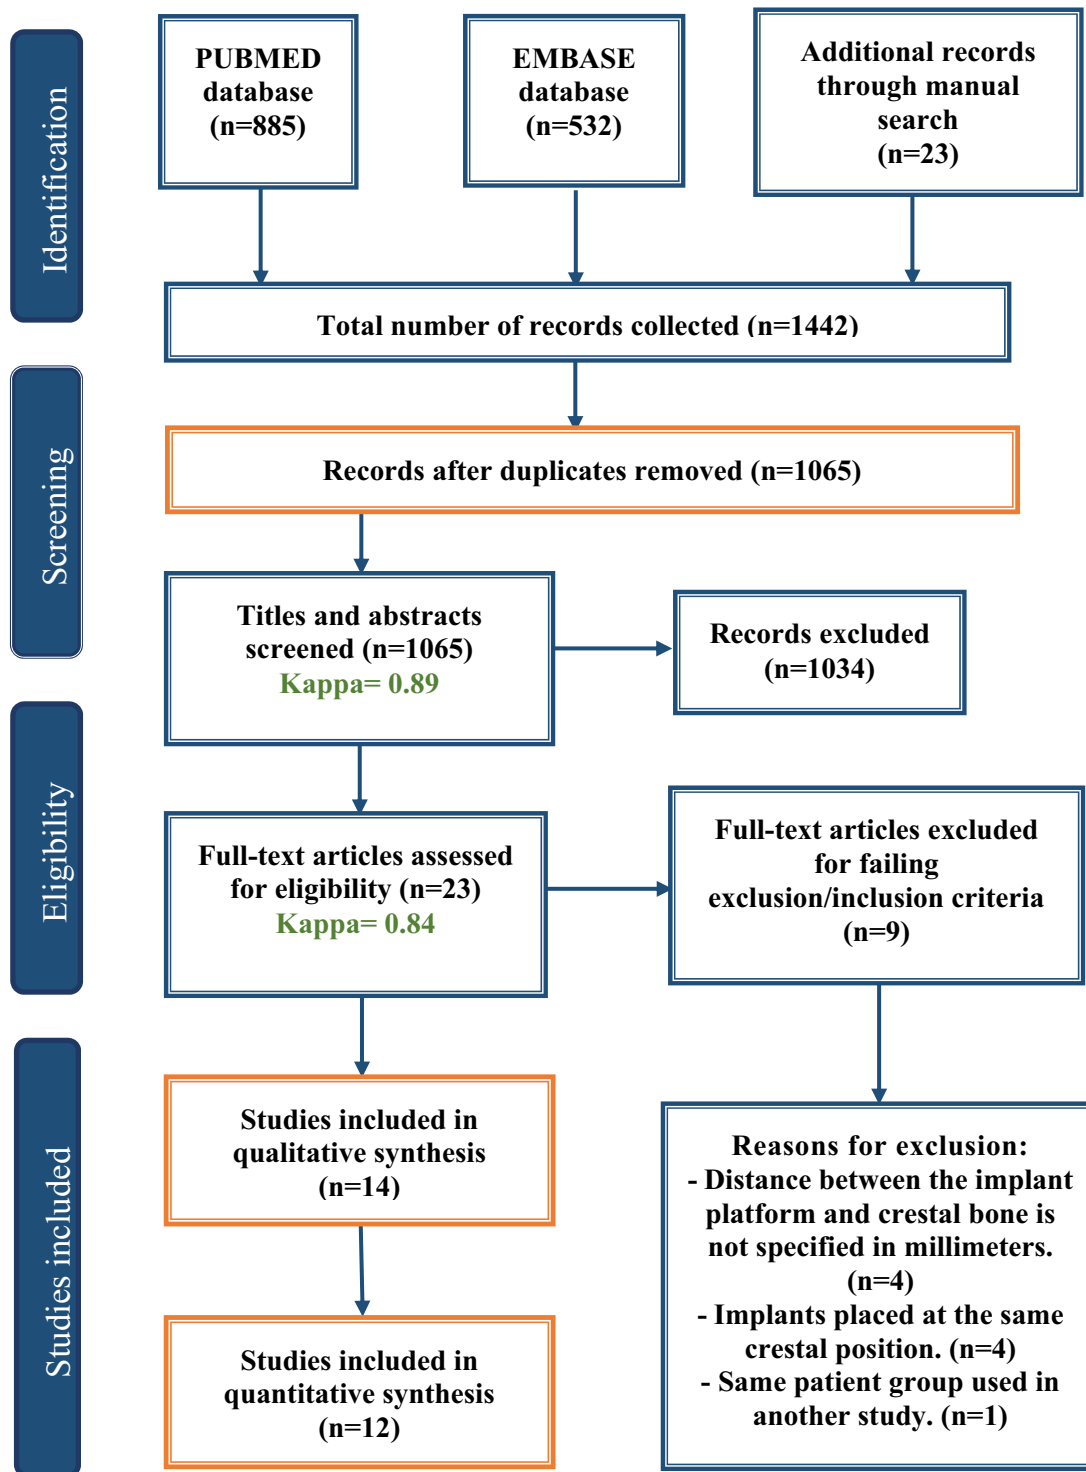 Identification
PUBMED
database
(n=885)
EMBASE
database
(n=532)
Additional records
through manual
search
(n=23)
Total number of records collected (n=1442)
Screening
Records after duplicates removed (n=1065)
Titles and abstracts
screened (n=1065)
Kappa= 0.89
Records excluded
(n=1034)
Eligibility
Full-text articles assessed
for eligibility (n=23)
Kappa= 0.84
Full-text articles excluded
for failing
exclusion/inclusion criteria
(n=9)
Studies included
Studies included in
qualitative synthesis
(n=14)
Reasons for exclusion:
- Distance between the implant
platform and crestal bone is
not specified in millimeters.
(n=4)
- Implants placed at the same
crestal position. (n=4)
- Same patient group used in
another study. (n=1)
Studies included in
quantitative synthesis
(n=12)